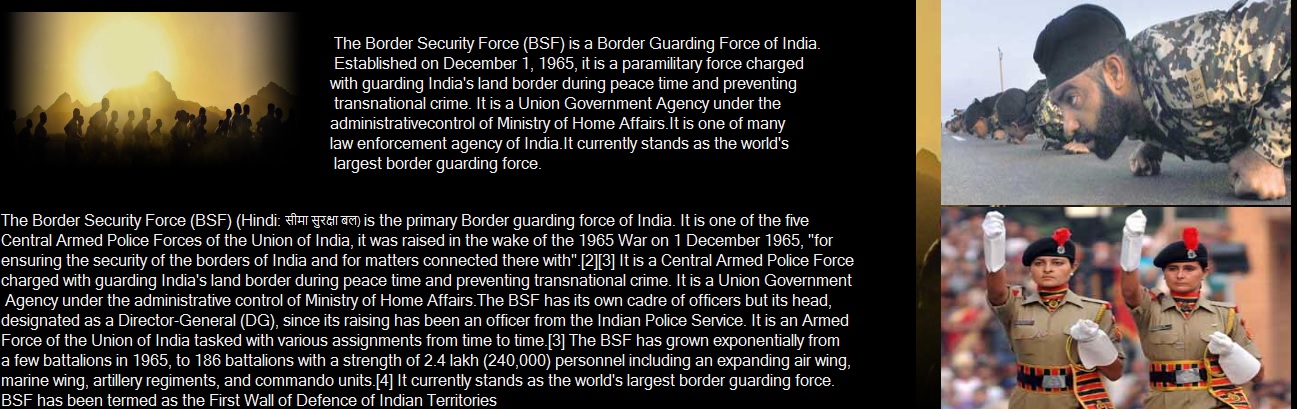 The Border Security Force (BSF) is a Border Guarding Force of India.
Established on December 1, 1965, it is a paramilitary force charged
with guarding India's land border during peace time and preventing
transnational crime. It is a Union Government Agency under the
administrativecontrol of Ministry of Home Affairs.It is one of many
law enforcement agency of India.It currently stands as the world's
largest border guarding force.
The Border Security Force (BSF) (Hindi: सीमा सुरक्षा बल) is the primary Border guarding force of India. It is one of the five
Central Armed Police Forces of the Union of India, it was raised in the wake of the 1965 War on 1 December 1965, "for
ensuring the security of the borders of India and for matters connected there with".[2][3] It is a Central Armed Police Force
charged with guarding India's land border during peace time and preventing transnational crime. It is a Union Government
Agency under the administrative control of Ministry of Home Affairs.The BSF has its own cadre of officers but its head,
designated as a Director-General (DG), since its raising has been an officer from the Indian Police Service. It is an Armed
Force of the Union of India tasked with various assignments from time to time.[3] The BSF has grown exponentially from
a few battalions in 1965, to 186 battalions with a strength of 2.4 lakh (240,000) personnel including an expanding air wing,
marine wing, artillery regiments, and commando units.[4] It currently stands as the world's largest border guarding force.
BSF has been termed as the First Wall of Defence of Indian Territories